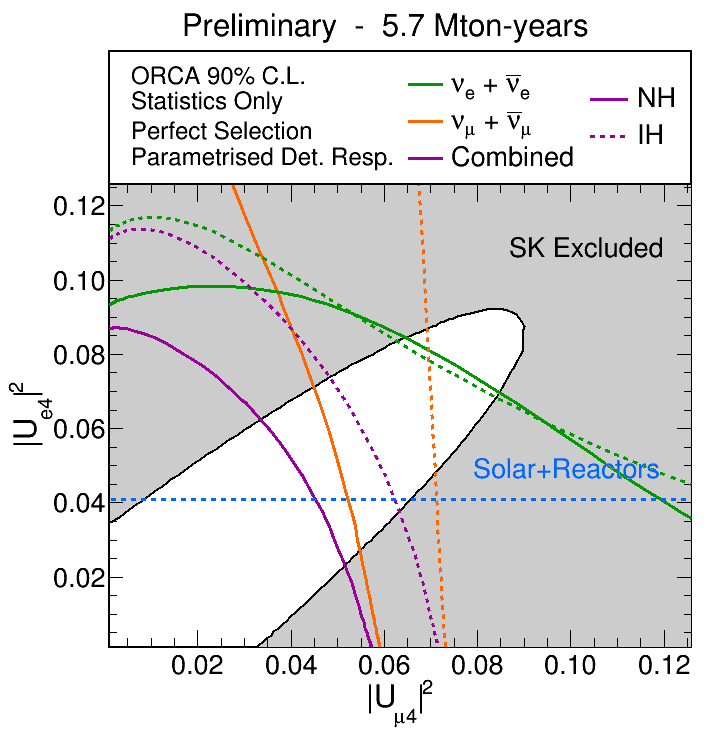 Preliminary - 5.7 Mton-years
ORCA 90% C.L.
Statistics Only
Perfect Selection
Parametrised Det. Resp.
νe + ν̅e
νμ + ν̅μ
Combined
NH
IH
SK Excluded
Solar+Reactors
|Ue4|²
0.12
0.10
0.08
0.06
0.04
0.02
0.02 0.04 0.06 0.08 0.10 0.12
|Uμ4|²